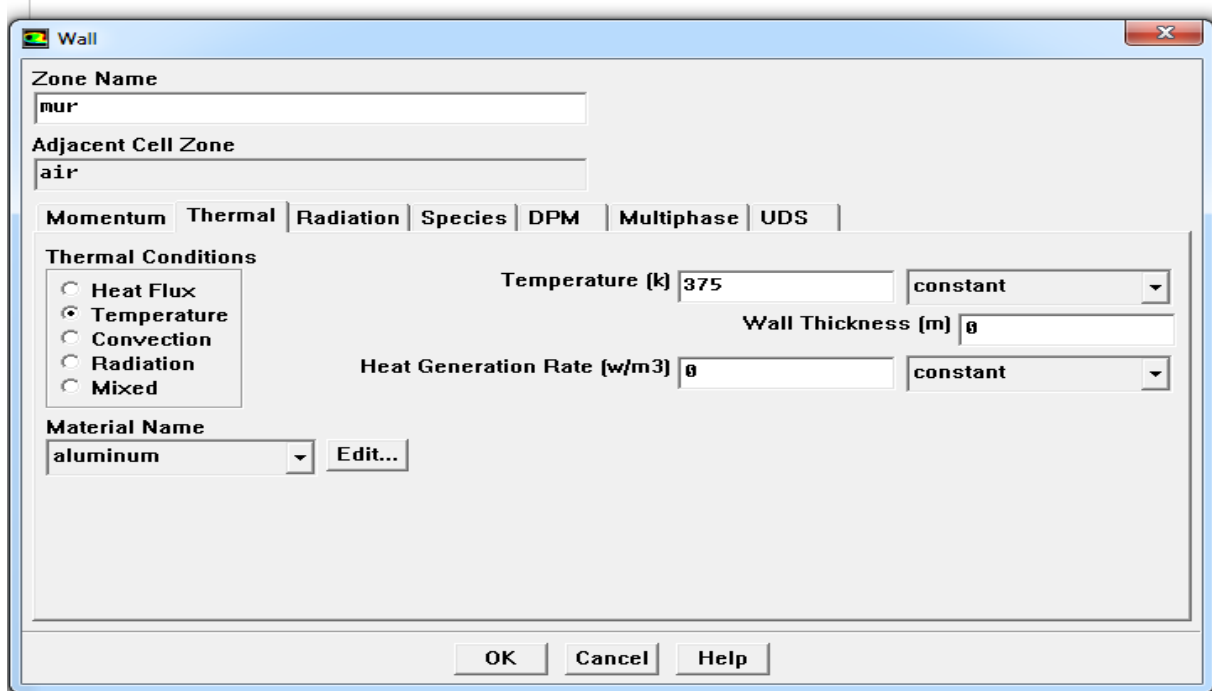 Wall
Zone Name
mur
Adjacent Cell Zone
air
Momentum Thermal Radiation Species DPM Multiphase UDS
Thermal Conditions
Heat Flux
Temperature
Convection
Radiation
Mixed
Temperature (k) 375 constant
Wall Thickness (m) 0
Heat Generation Rate (w/m3) 0 constant
Material Name
aluminum Edit...
OK Cancel Help